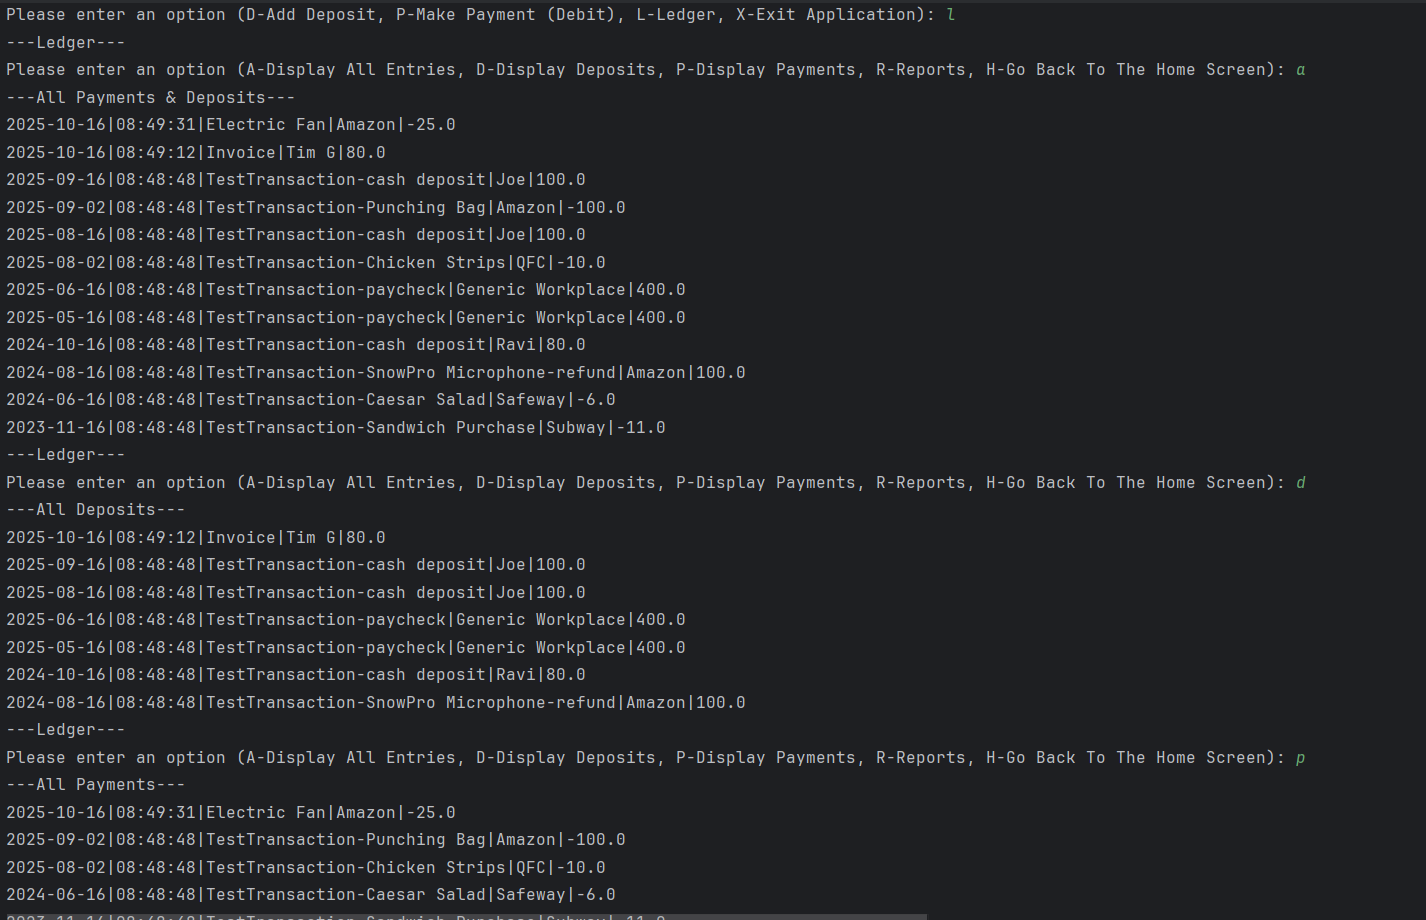 Please enter an option (D-Add Deposit, P-Make Payment (Debit), L-Ledger, X-Exit Application): l
---Ledger---
Please enter an option (A-Display All Entries, D-Display Deposits, P-Display Payments, R-Reports, H-Go Back To The Home Screen): a
---All Payments & Deposits---
2025-10-16|08:49:31|Electric Fan|Amazon|-25.0
2025-10-16|08:49:12|Invoice|Tim G|80.0
2025-09-16|08:48:48|TestTransaction-cash deposit|Joe|100.0
2025-09-02|08:48:48|TestTransaction-Punching Bag|Amazon|-100.0
2025-08-16|08:48:48|TestTransaction-cash deposit|Joe|100.0
2025-08-02|08:48:48|TestTransaction-Chicken Strips|QFC|-10.0
2025-06-16|08:48:48|TestTransaction-paycheck|Generic Workplace|400.0
2025-05-16|08:48:48|TestTransaction-paycheck|Generic Workplace|400.0
2024-10-16|08:48:48|TestTransaction-cash deposit|Ravi|80.0
2024-08-16|08:48:48|TestTransaction-SnowPro Microphone-refund|Amazon|100.0
2024-06-16|08:48:48|TestTransaction-Caesar Salad|Safeway|-6.0
2023-11-16|08:48:48|TestTransaction-Sandwich Purchase|Subway|-11.0
---Ledger---
Please enter an option (A-Display All Entries, D-Display Deposits, P-Display Payments, R-Reports, H-Go Back To The Home Screen): d
---All Deposits---
2025-10-16|08:49:12|Invoice|Tim G|80.0
2025-09-16|08:48:48|TestTransaction-cash deposit|Joe|100.0
2025-08-16|08:48:48|TestTransaction-cash deposit|Joe|100.0
2025-06-16|08:48:48|TestTransaction-paycheck|Generic Workplace|400.0
2025-05-16|08:48:48|TestTransaction-paycheck|Generic Workplace|400.0
2024-10-16|08:48:48|TestTransaction-cash deposit|Ravi|80.0
2024-08-16|08:48:48|TestTransaction-SnowPro Microphone-refund|Amazon|100.0
---Ledger---
Please enter an option (A-Display All Entries, D-Display Deposits, P-Display Payments, R-Reports, H-Go Back To The Home Screen): p
---All Payments---
2025-10-16|08:49:31|Electric Fan|Amazon|-25.0
2025-09-02|08:48:48|TestTransaction-Punching Bag|Amazon|-100.0
2025-08-02|08:48:48|TestTransaction-Chicken Strips|QFC|-10.0
2024-06-16|08:48:48|TestTransaction-Caesar Salad|Safeway|-6.0